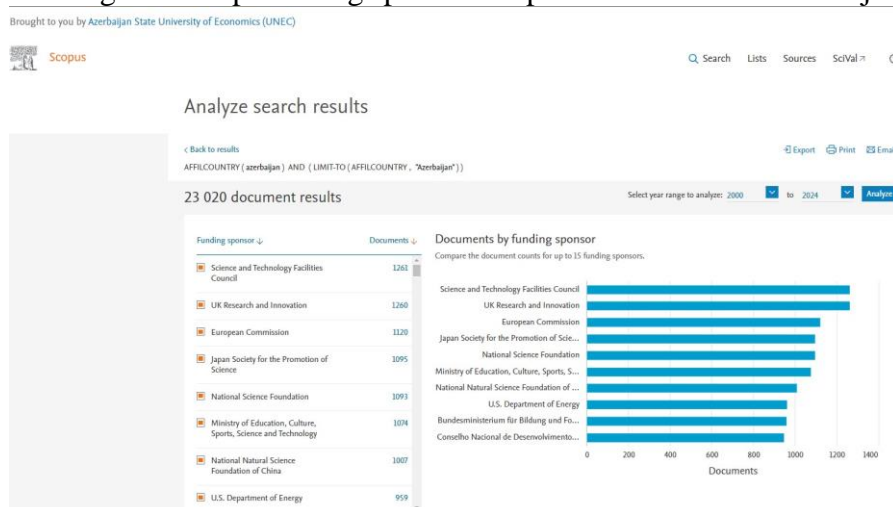 Brought to you by Azerbaijan State University of Economics (UNEC)
Scopus
Search Lists Sources SciVal
Analyze search results
< Back to results
Export Print Email
AFFILCOUNTRY ( azerbaijan ) AND ( LIMIT-TO ( AFFILCOUNTRY , "Azerbaijan" ) )
23 020 document results
Select year range to analyze: 2000 to 2024 Analyze
Funding sponsor Documents
Science and Technology Facilities
Council
1261
UK Research and Innovation 1260
European Commission 1120
Japan Society for the Promotion of
Science
1095
National Science Foundation 1093
Ministry of Education, Culture,
Sports, Science and Technology
1074
National Natural Science
Foundation of China
1007
U.S. Department of Energy 959
Documents by funding sponsor
Compare the document counts for up to 15 funding sponsors.
Science and Technology Facilities Council
UK Research and Innovation
European Commission
Japan Society for the Promotion of Scie...
National Science Foundation
Ministry of Education, Culture, Sports, S...
National Natural Science Foundation of ...
U.S. Department of Energy
Bundesministerium für Bildung und Fo...
Conselho Nacional de Desenvolvimento...
0 200 400 600 800 1000 1200 1400
Documents